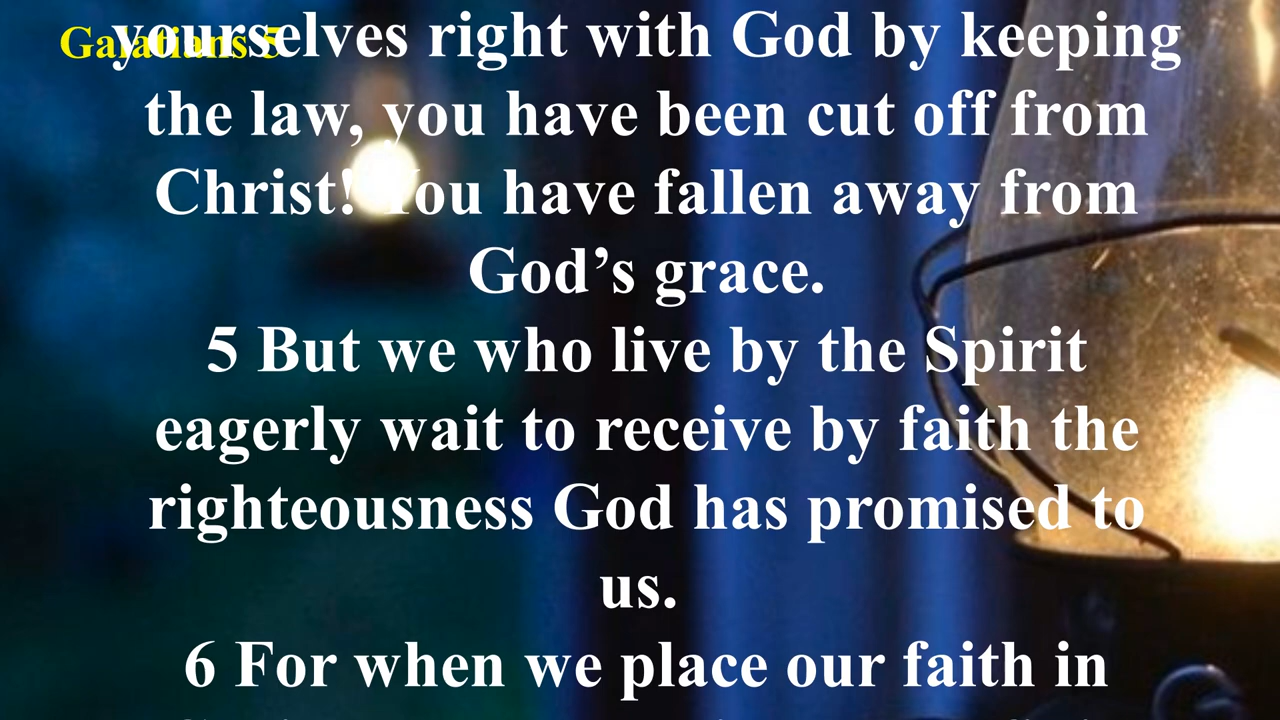 Galatians 5
yourselves right with God by keeping
the law, you have been cut off from
Christ! You have fallen away from
God’s grace.
5 But we who live by the Spirit
eagerly wait to receive by faith the
righteousness God has promised to
us.
6 For when we place our faith in